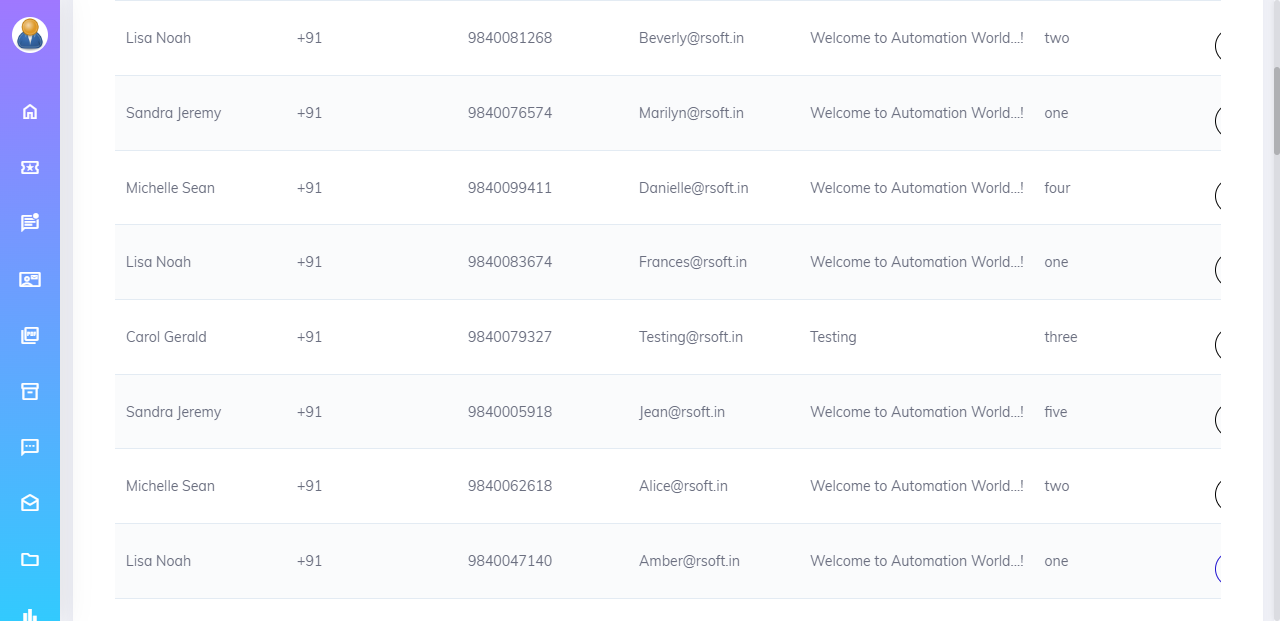 Lisa Noah +91 9840081268 Beverly@rsoft.in Welcome to Automation World...! two
Sandra Jeremy +91 9840076574 Marilyn@rsoft.in Welcome to Automation World...! one
Michelle Sean +91 9840099411 Danielle@rsoft.in Welcome to Automation World...! four
Lisa Noah +91 9840083674 Frances@rsoft.in Welcome to Automation World...! one
Carol Gerald +91 9840079327 Testing@rsoft.in Testing three
Sandra Jeremy +91 9840005918 Jean@rsoft.in Welcome to Automation World...! five
Michelle Sean +91 9840062618 Alice@rsoft.in Welcome to Automation World...! two
Lisa Noah +91 9840047140 Amber@rsoft.in Welcome to Automation World...! one